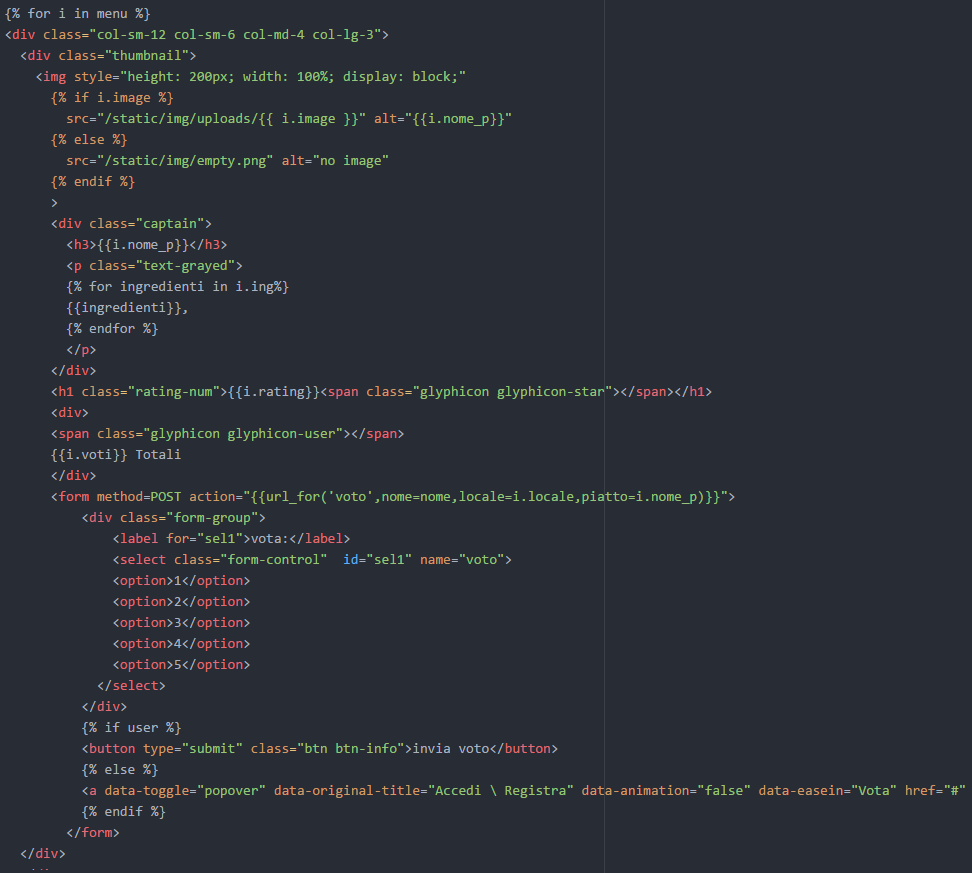 {% for i in menu %}
<div class="col-sm-12 col-sm-6 col-md-4 col-lg-3">
  <div class="thumbnail">
    <img style="height: 200px; width: 100%; display: block;"
      {% if i.image %}
        src="/static/img/uploads/{{ i.image }}" alt="{{i.nome_p}}"
      {% else %}
        src="/static/img/empty.png" alt="no image"
      {% endif %}
      >
      <div class="captain">
        <h3>{{i.nome_p}}</h3>
        <p class="text-grayed">
        {% for ingredienti in i.ing%}
        {{ingredienti}},
        {% endfor %}
        </p>
      </div>
      <h1 class="rating-num">{{i.rating}}<span class="glyphicon glyphicon-star"></span></h1>
      <div>
      <span class="glyphicon glyphicon-user"></span>
      {{i.voti}} Totali
      </div>
      <form method=POST action="{{url_for('voto',nome=nome,locale=i.locale,piatto=i.nome_p)}}">
          <div class="form-group">
              <label for="sel1">vota:</label>
              <select class="form-control"  id="sel1" name="voto">
              <option>1</option>
              <option>2</option>
              <option>3</option>
              <option>4</option>
              <option>5</option>
            </select>
          </div>
          {% if user %}
          <button type="submit" class="btn btn-info">invia voto</button>
          {% else %}
          <a data-toggle="popover" data-original-title="Accedi \ Registra" data-animation="false" data-easein="Vota" href="#"
          {% endif %}
        </form>
  </div>